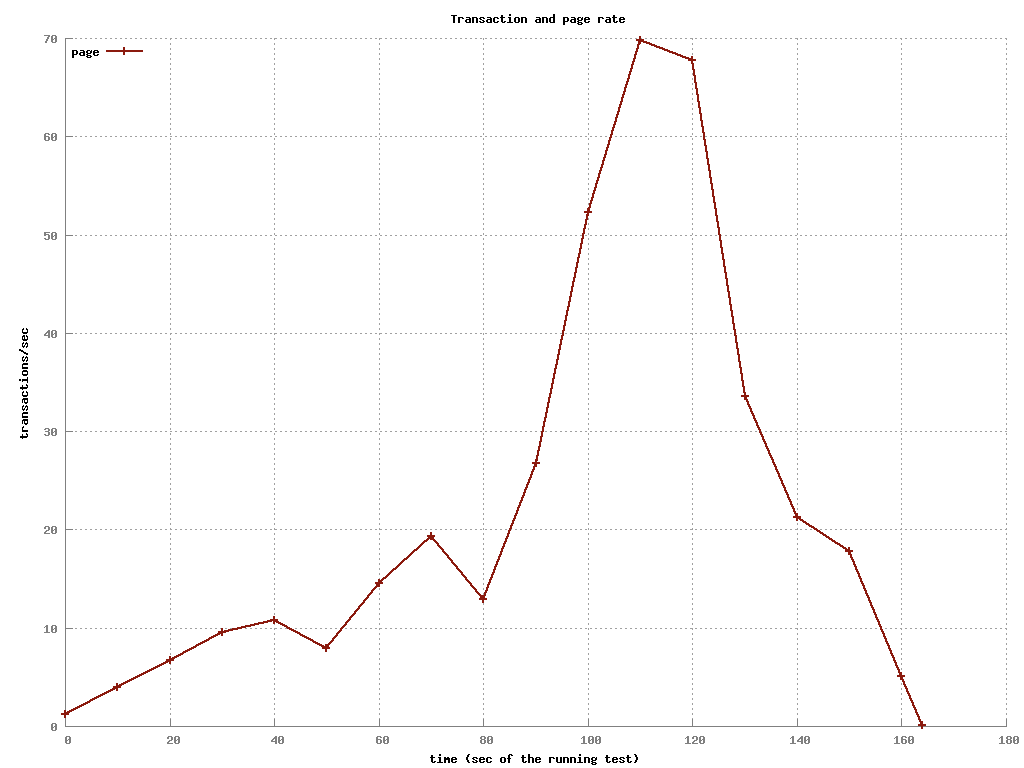 Transaction and page rate
page
70
60
50
40
30
20
10
0
transactions/sec
0 20 40 60 80 100 120 140 160 180
time (sec of the running test)